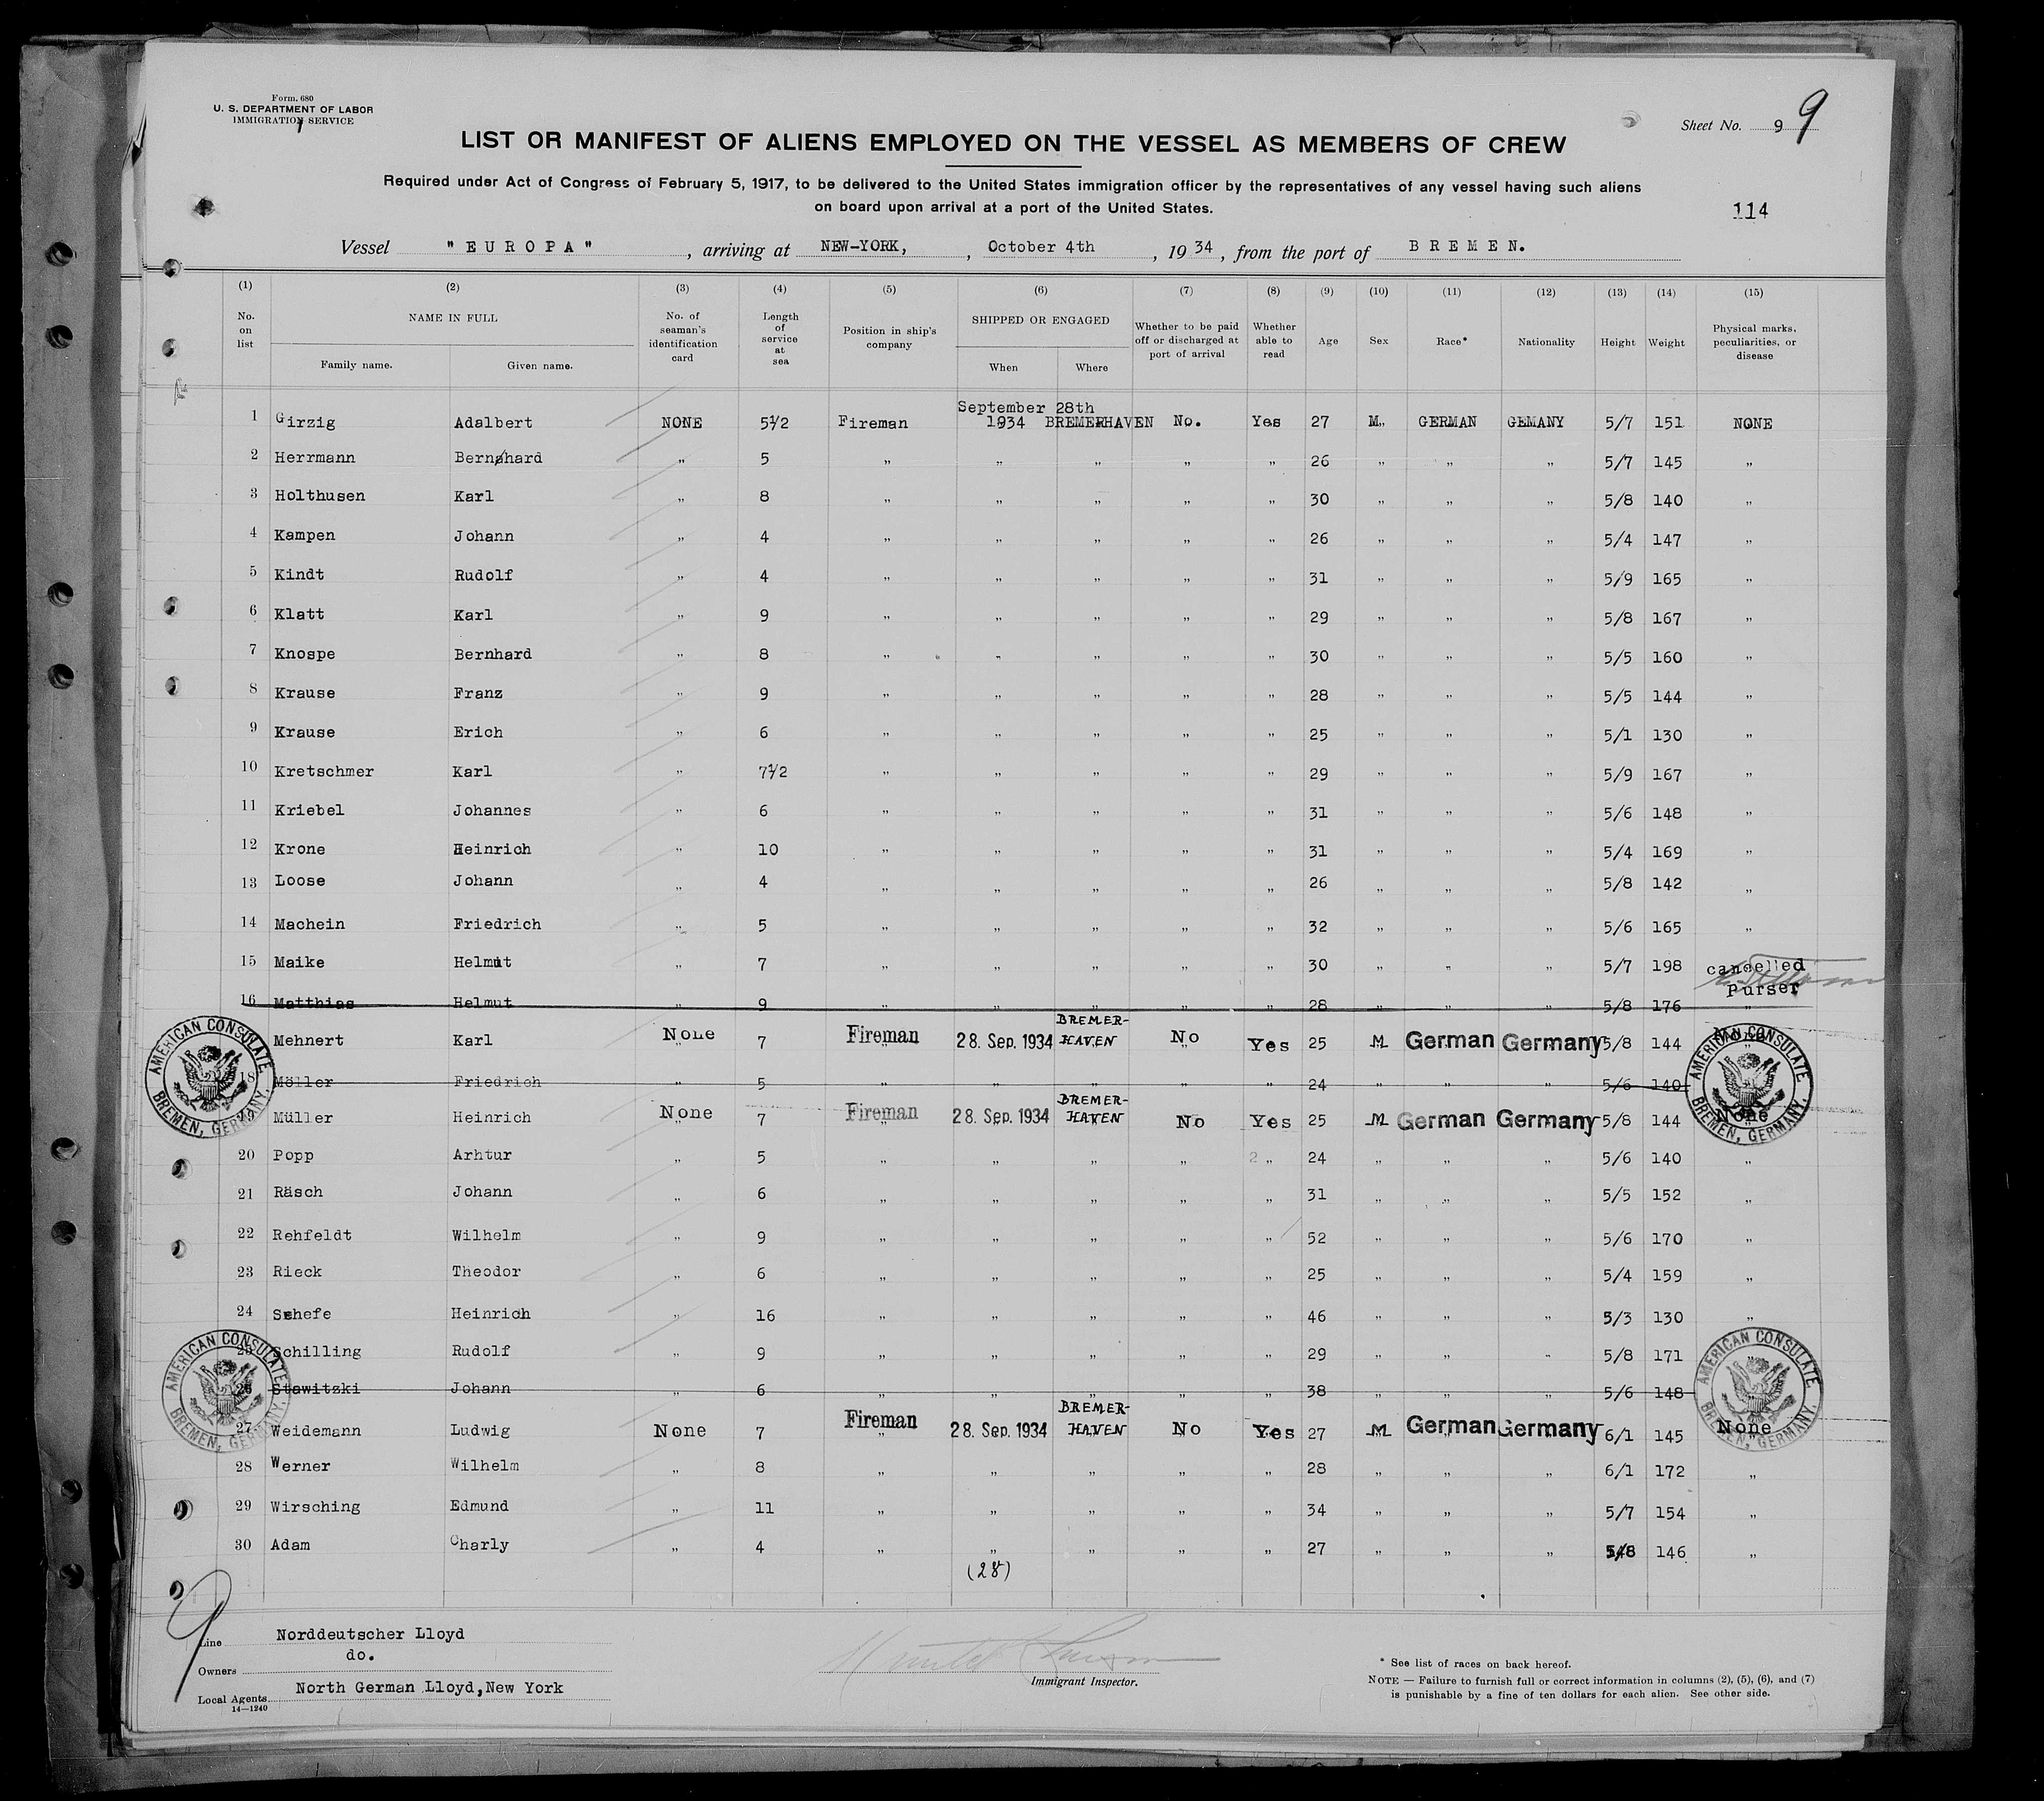 Form 680
U. S. DEPARTMENT OF LABOR
IMMIGRATION SERVICE
Sheet No. 9 9
LIST OR MANIFEST OF ALIENS EMPLOYED ON THE VESSEL AS MEMBERS OF CREW
Required under Act of Congress of February 5, 1917, to be delivered to the United States immigration officer by the representatives of any vessel having such aliens
on board upon arrival at a port of the United States.
114
Vessel "EUROPA", arriving at NEW-YORK, , October 4th , 1934, from the port of BREMEN.
(1) (2) (3) (4) (5) (6) (7) (8) (9) (10) (11) (12) (13) (14) (15)
No. on list NAME IN FULL Family name. Given name. No. of seaman's identification card Length of service at sea Position in ship's company SHIPPED OR ENGAGED When Where Whether to be paid off or discharged at port of arrival Whether able to read Age Sex Race* Nationality Height Weight Physical marks, peculiarities, or disease
September 28th
1 Girzig Adalbert NONE 5½ Fireman 1934 BREMERHAVEN No. Yes 27 M. GERMAN GEMANY 5/7 151 NONE
2 Herrmann Bernhard " 5 " " " " " 26 " " " 5/7 145 "
3 Holthusen Karl " 8 " " " " " 30 " " " 5/8 140 "
4 Kampen Johann " 4 " " " " " 26 " " " 5/4 147 "
5 Kindt Rudolf " 4 " " " " " 31 " " " 5/9 165 "
6 Klatt Karl " 9 " " " " " 29 " " " 5/8 167 "
7 Knospe Bernhard " 8 " " " " " 30 " " " 5/5 160 "
8 Krause Franz " 9 " " " " " 28 " " " 5/5 144 "
9 Krause Erich " 6 " " " " " 25 " " " 5/1 130 "
10 Kretschmer Karl " 7½ " " " " " 29 " " " 5/9 167 "
11 Kriebel Johannes " 6 " " " " " 31 " " " 5/6 148 "
12 Krone Heinrich " 10 " " " " " 31 " " " 5/4 169 "
13 Loose Johann " 4 " " " " " 26 " " " 5/8 142 "
14 Machein Friedrich " 5 " " " " " 32 " " " 5/6 165 "
15 Maike Helmut " 7 " " " " " 30 " " " 5/7 198 cancelled
16 Matthias Helmut " 9 " " " " " 28 " " " 5/8 176 Purser
Mehnert Karl None 7 Fireman 28. Sep. 1934 BREMER-HAVEN No Yes 25 M German Germany 5/8 144 None
18 Möller Friedrich " 5 " " " " " 24 " " " 5/6 140
19 Müller Heinrich None 7 Fireman 28. Sep. 1934 BREMER-HAVEN No Yes 25 M German Germany 5/8 144 None
20 Popp Arhtur " 5 " " " " 2 " 24 " " " 5/6 140 "
21 Räsch Johann " 6 " " " " " 31 " " " 5/5 152 "
22 Rehfeldt Wilhelm " 9 " " " " " 52 " " " 5/6 170 "
23 Rieck Theodor " 6 " " " " " 25 " " " 5/4 159 "
24 Schefe Heinrich " 16 " " " " " 46 " " " 5/3 130 "
25 Schilling Rudolf " 9 " " " " " 29 " " " 5/8 171 "
26 Stawitzki Johann " 6 " " " " " 38 " " " 5/6 148
27 Weidemann Ludwig None 7 Fireman 28. Sep. 1934 BREMER-HAVEN No Yes 27 M German Germany 6/1 145 None
28 Werner Wilhelm " 8 " " " " " 28 " " " 6/1 172 "
29 Wirsching Edmund " 11 " " " " " 34 " " " 5/7 154 "
30 Adam Charly " 4 " " " " " 27 " " " 5/8 146 "
(28)
AMERICAN CONSULATE
BREMEN, GERMANY.
AMERICAN CONSULATE
BREMEN, GERMANY.
AMERICAN CONSULATE
BREMEN, GERMANY.
AMERICAN CONSULATE
BREMEN, GERMANY.
9
Line Norddeutscher Lloyd
Owners do.
Local Agents North German Lloyd, New York
14—1240
Immigrant Inspector.
* See list of races on back hereof.
NOTE — Failure to furnish full or correct information in columns (2), (5), (6), and (7)
is punishable by a fine of ten dollars for each alien. See other side.